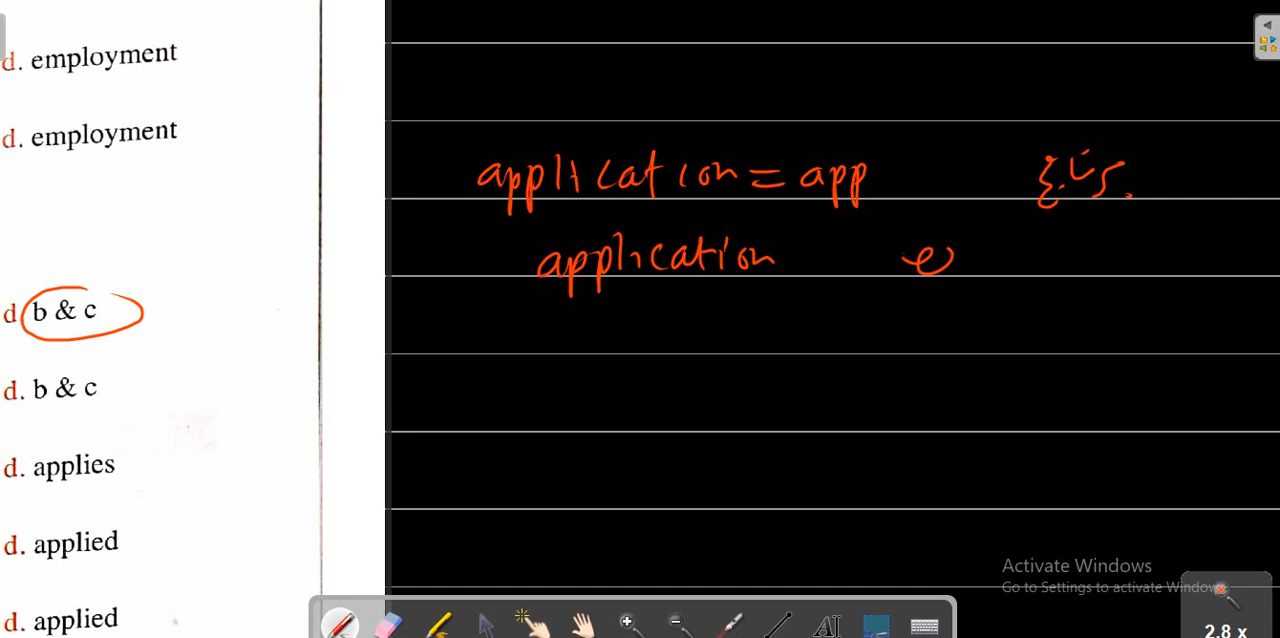 d. employment
d. employment
d b & c
d. b & c
d. applies
d. applied
d. applied
application = app
application
Activate Windows
Go to Settings to activate Windows
2.8 x